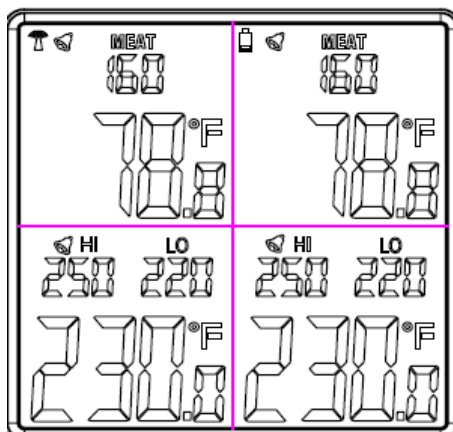 MEAT MEAT
160 160
78.8 °F 78.8 °F
HI LO HI LO
250 220 250 220
230.0 °F 230.0 °F